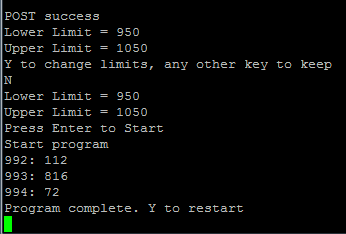 POST success
Lower Limit = 950
Upper Limit = 1050
Y to change limits, any other key to keep
N
Lower Limit = 950
Upper Limit = 1050
Press Enter to Start
Start program
992: 112
993: 816
994: 72
Program complete. Y to restart